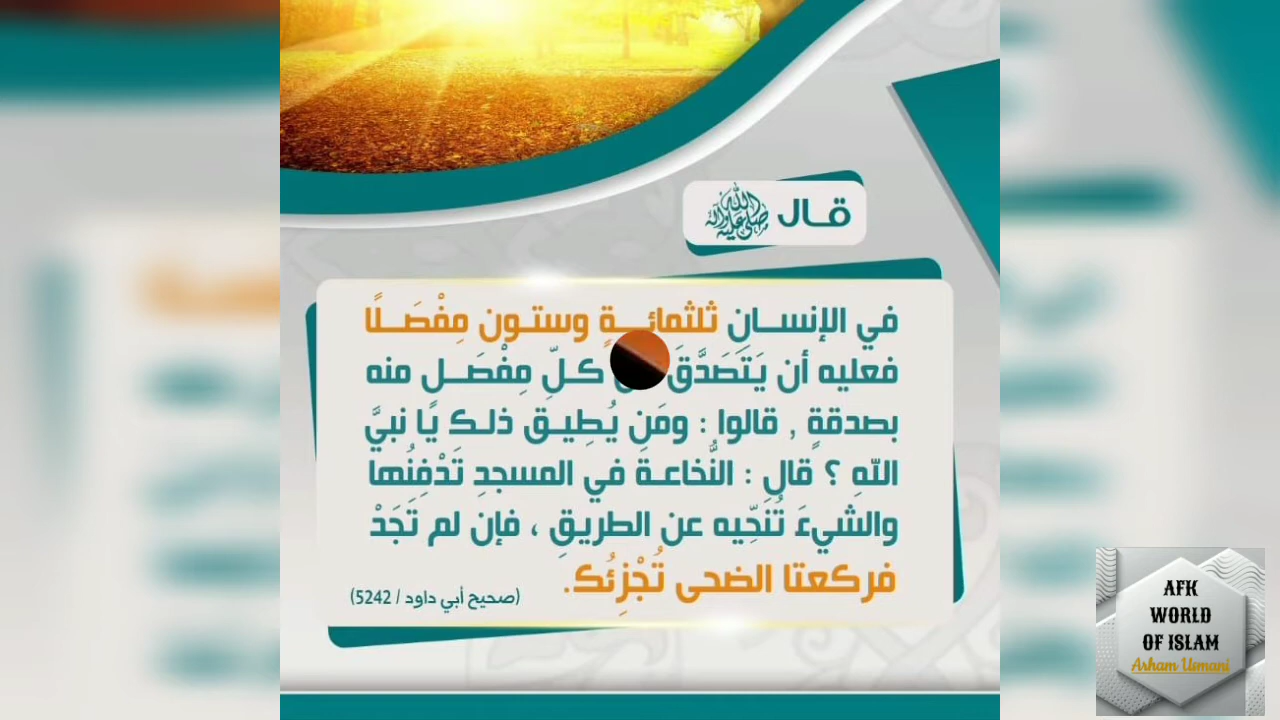 قال ﷺ
في الإنسان ثلثمائةٍ وستون مِفْصَلًا
فعليه أن يَتَصَدَّقَ كلِّ مِفْصَلٍ منه
بصدقةٍ , قالوا : ومَن يُطِيق ذلك يًا نبيَّ
اللّهِ ؟ قال : النُّخاعة في المسجدِ تَدْفِنُها
والشيءَ تُنَحِّيه عن الطريقِ ، فإن لم تَجَدْ
فركعتا الضحى تُجْزِئُك.
(صحيح أبي داود / 5242)
AFK
WORLD
OF ISLAM
Arham Usmani